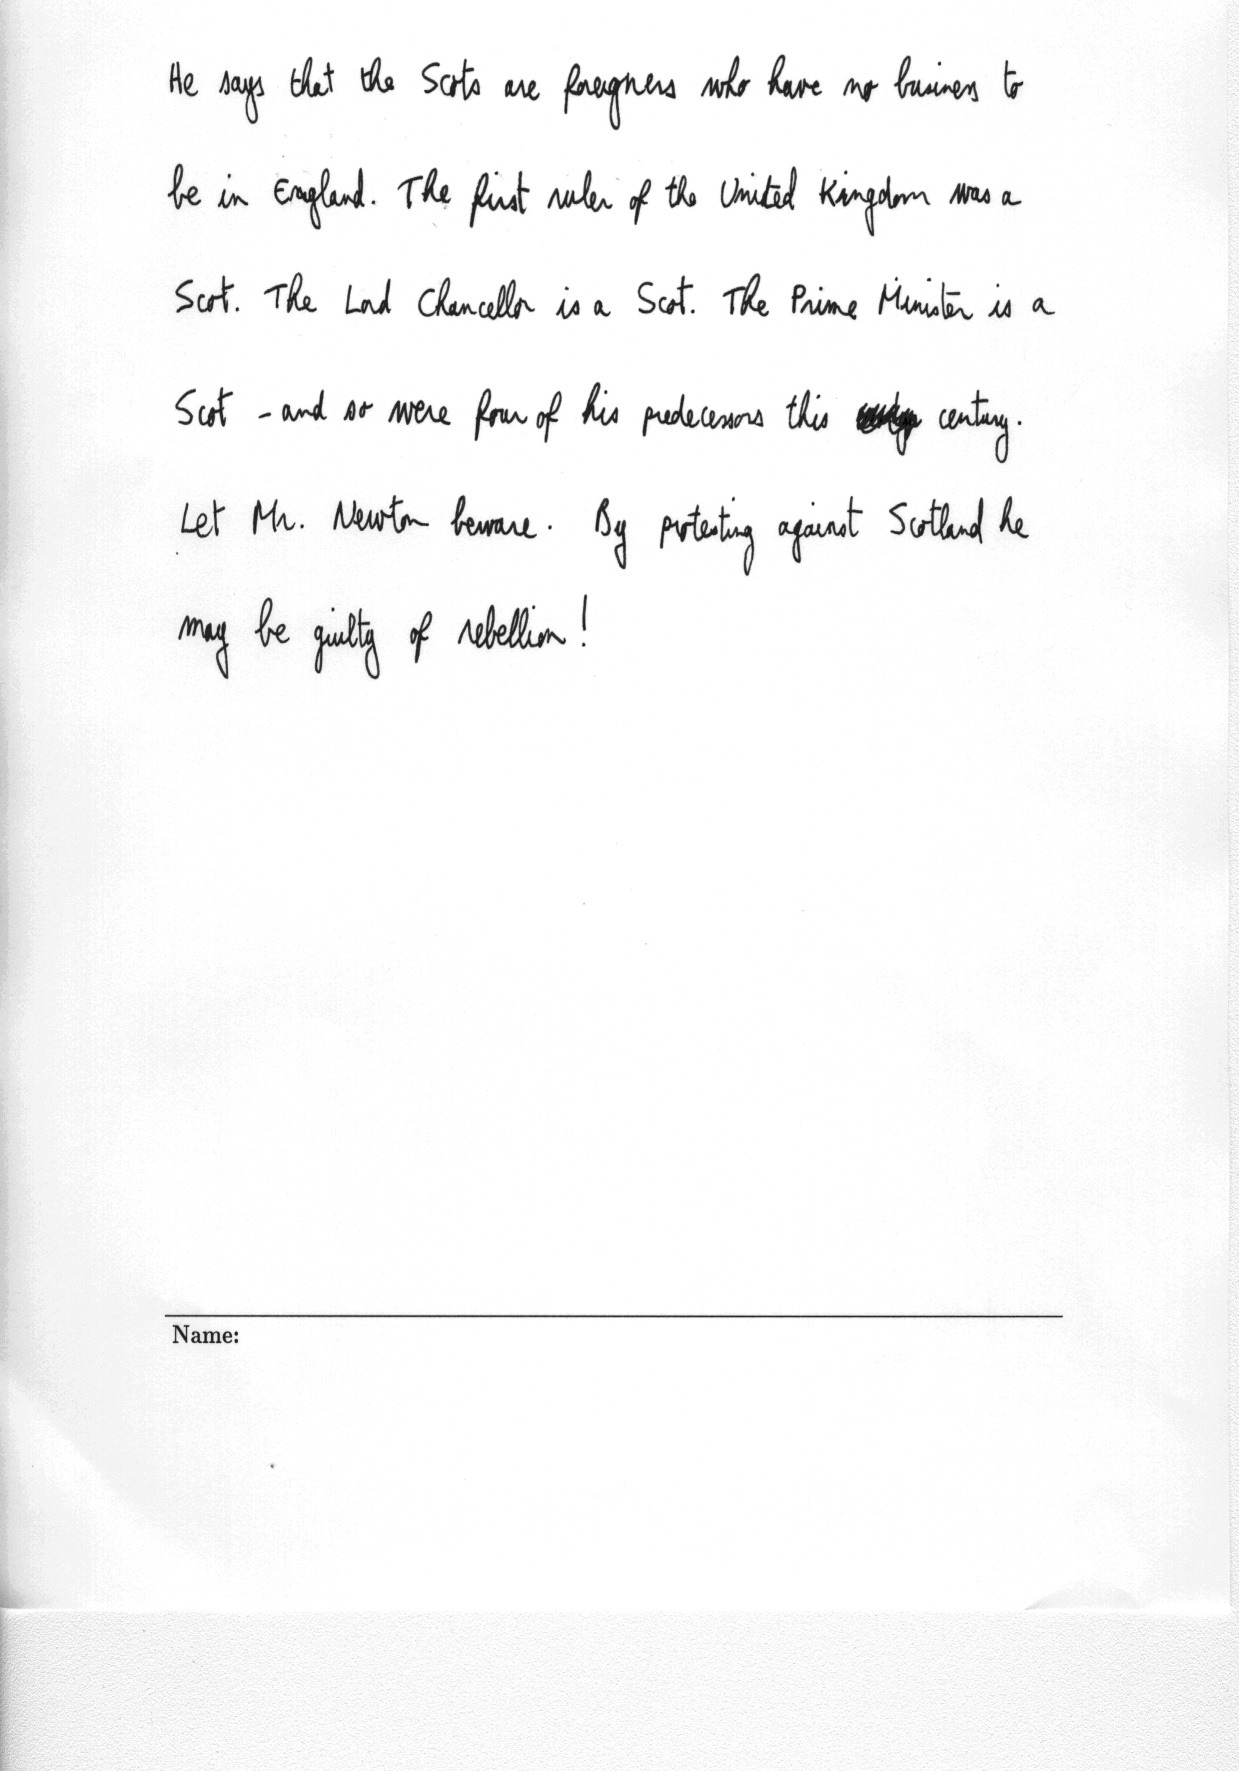 He says that the Scots are foreigners who have no business to
be in England. The first ruler of the United Kingdom was a
Scot. The Lord Chancellor is a Scot. The Prime Minister is a
Scot - and so were four of his predecessors this century.
Let Mr. Newton beware. By protesting against Scotland he
may be guilty of rebellion!
Name: